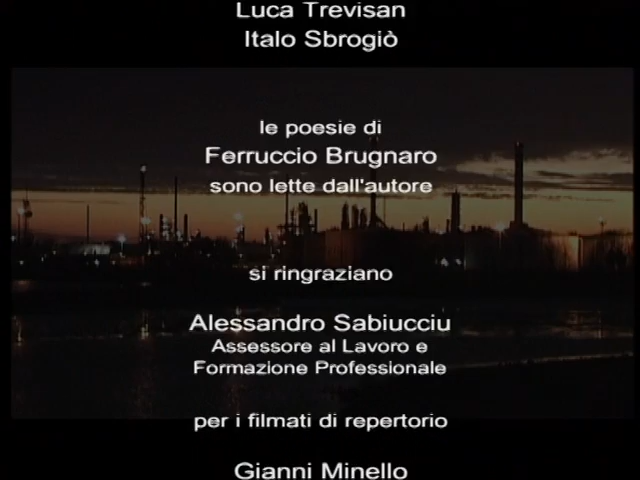 Luca Trevisan
Italo Sbrogiò
le poesie di
Ferruccio Brugnaro
sono lette dall'autore
si ringraziano
Alessandro Sabiucciu
Assessore al Lavoro e
Formazione Professionale
per i filmati di repertorio
Gianni Minello